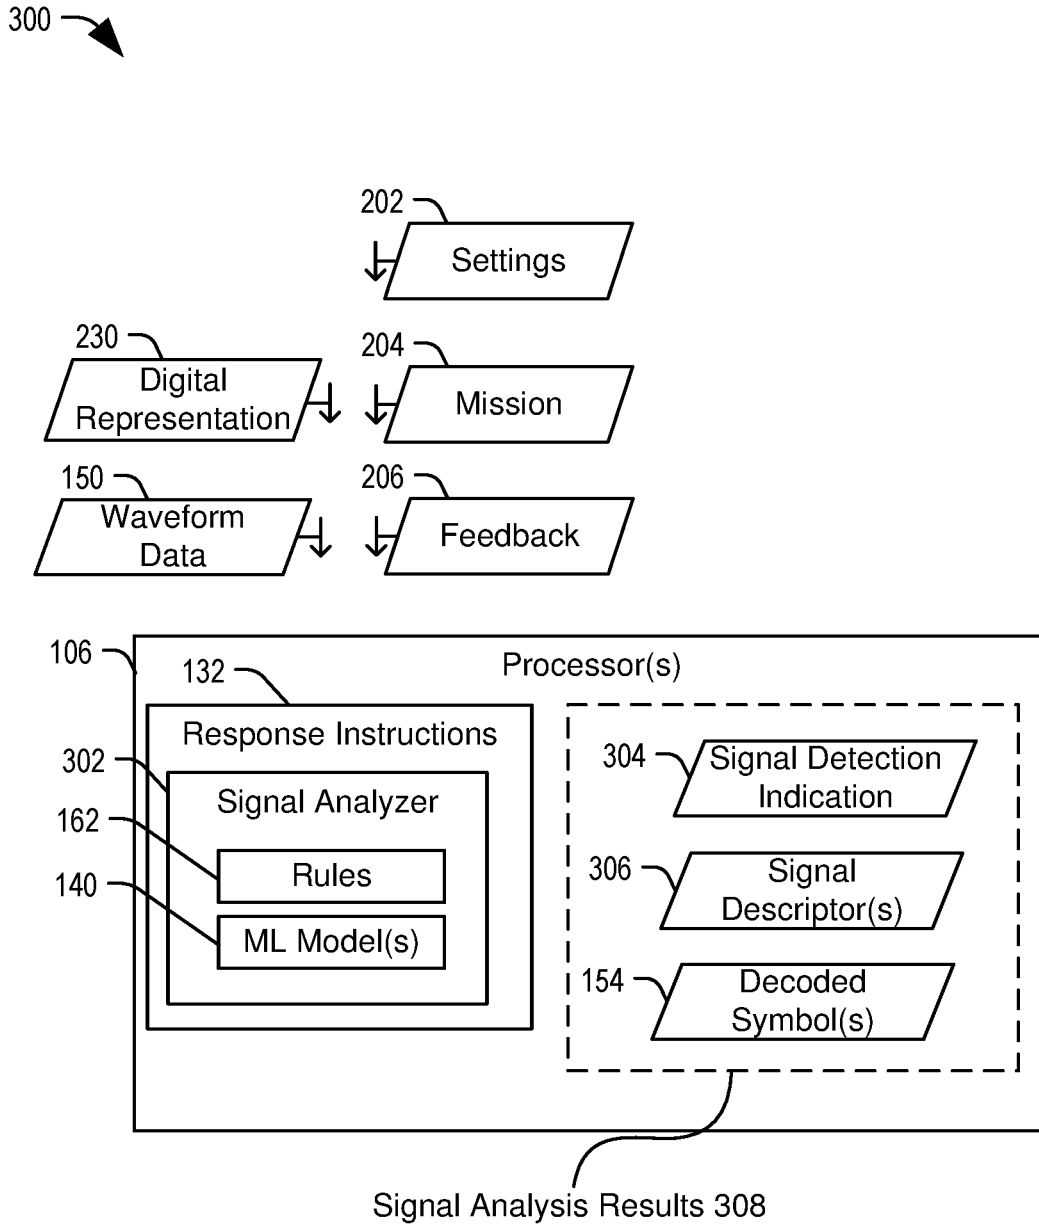 300
202
Settings
230
Digital
Representation
204
Mission
150
Waveform
Data
206
Feedback
106
Processor(s)
132
Response Instructions
302
Signal Analyzer
162
Rules
140
ML Model(s)
304
Signal Detection
Indication
306
Signal
Descriptor(s)
154
Decoded
Symbol(s)
Signal Analysis Results 308